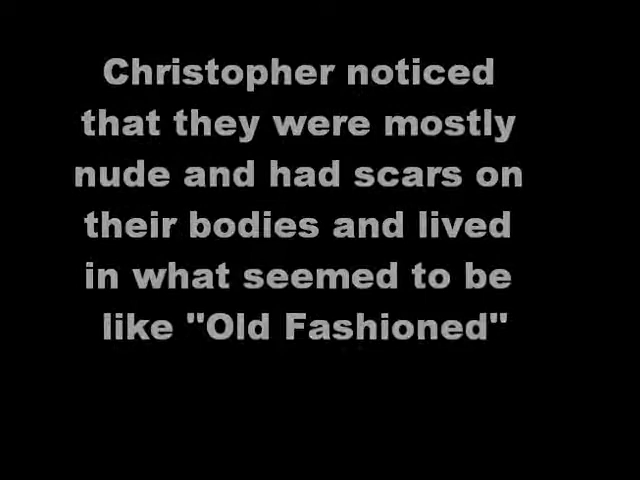 Christopher noticed
that they were mostly
nude and had scars on
their bodies and lived
in what seemed to be
like "Old Fashioned"